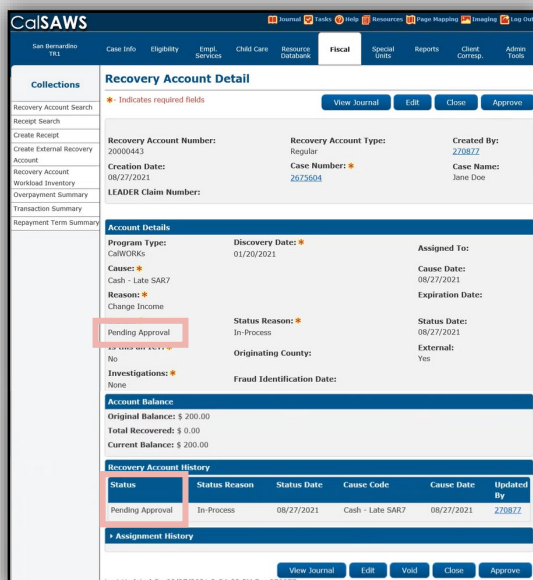 CalSAWS
Journal Tasks Help Resources Page Mapping Imaging Log Out
San Bernardino
TR1
Case Info
Eligibility
Empl.
Services
Child Care
Resource
Databank
Fiscal
Special
Units
Reports
Client
Corresp.
Admin
Tools
Collections
Recovery Account Search
Receipt Search
Create Receipt
Create External Recovery
Account
Recovery Account
Workload Inventory
Overpayment Summary
Transaction Summary
Repayment Term Summary
Recovery Account Detail
*- Indicates required fields
View Journal Edit Close Approve
Recovery Account Number: Recovery Account Type: Created By:
20000443 Regular 270877
Creation Date: Case Number: * Case Name:
08/27/2021 2675604 Jane Doe
LEADER Claim Number:
Account Details
Program Type: Discovery Date: * Assigned To:
CalWORKs 01/20/2021
Cause: * Cause Date:
Cash - Late SAR7 08/27/2021
Reason: * Expiration Date:
Change Income
Status Reason: * Status Date:
Pending Approval In-Process 08/27/2021
Originating County: External:
No Yes
Investigations: * Fraud Identification Date:
None
Account Balance
Original Balance: $ 200.00
Total Recovered: $ 0.00
Current Balance: $ 200.00
Recovery Account History
Status Status Reason Status Date Cause Code Cause Date Updated
By
Pending Approval In-Process 08/27/2021 Cash - Late SAR7 08/27/2021 270877
Assignment History
View Journal Edit Void Close Approve